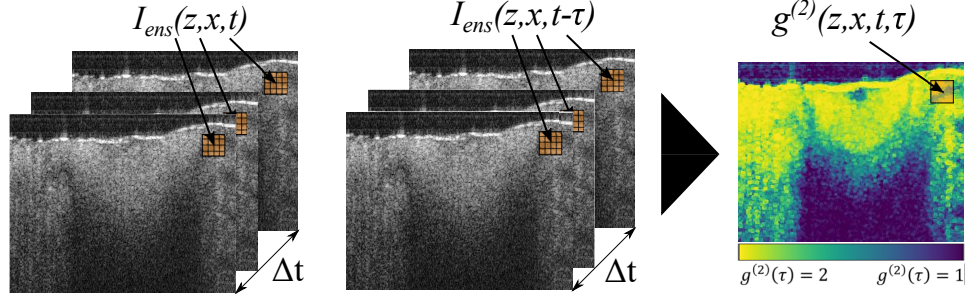 I_ens(z,x,t)
I_ens(z,x,t-τ)
g^(2)(z,x,t,τ)
Δt
Δt
g^(2)(τ) = 2
g^(2)(τ) = 1